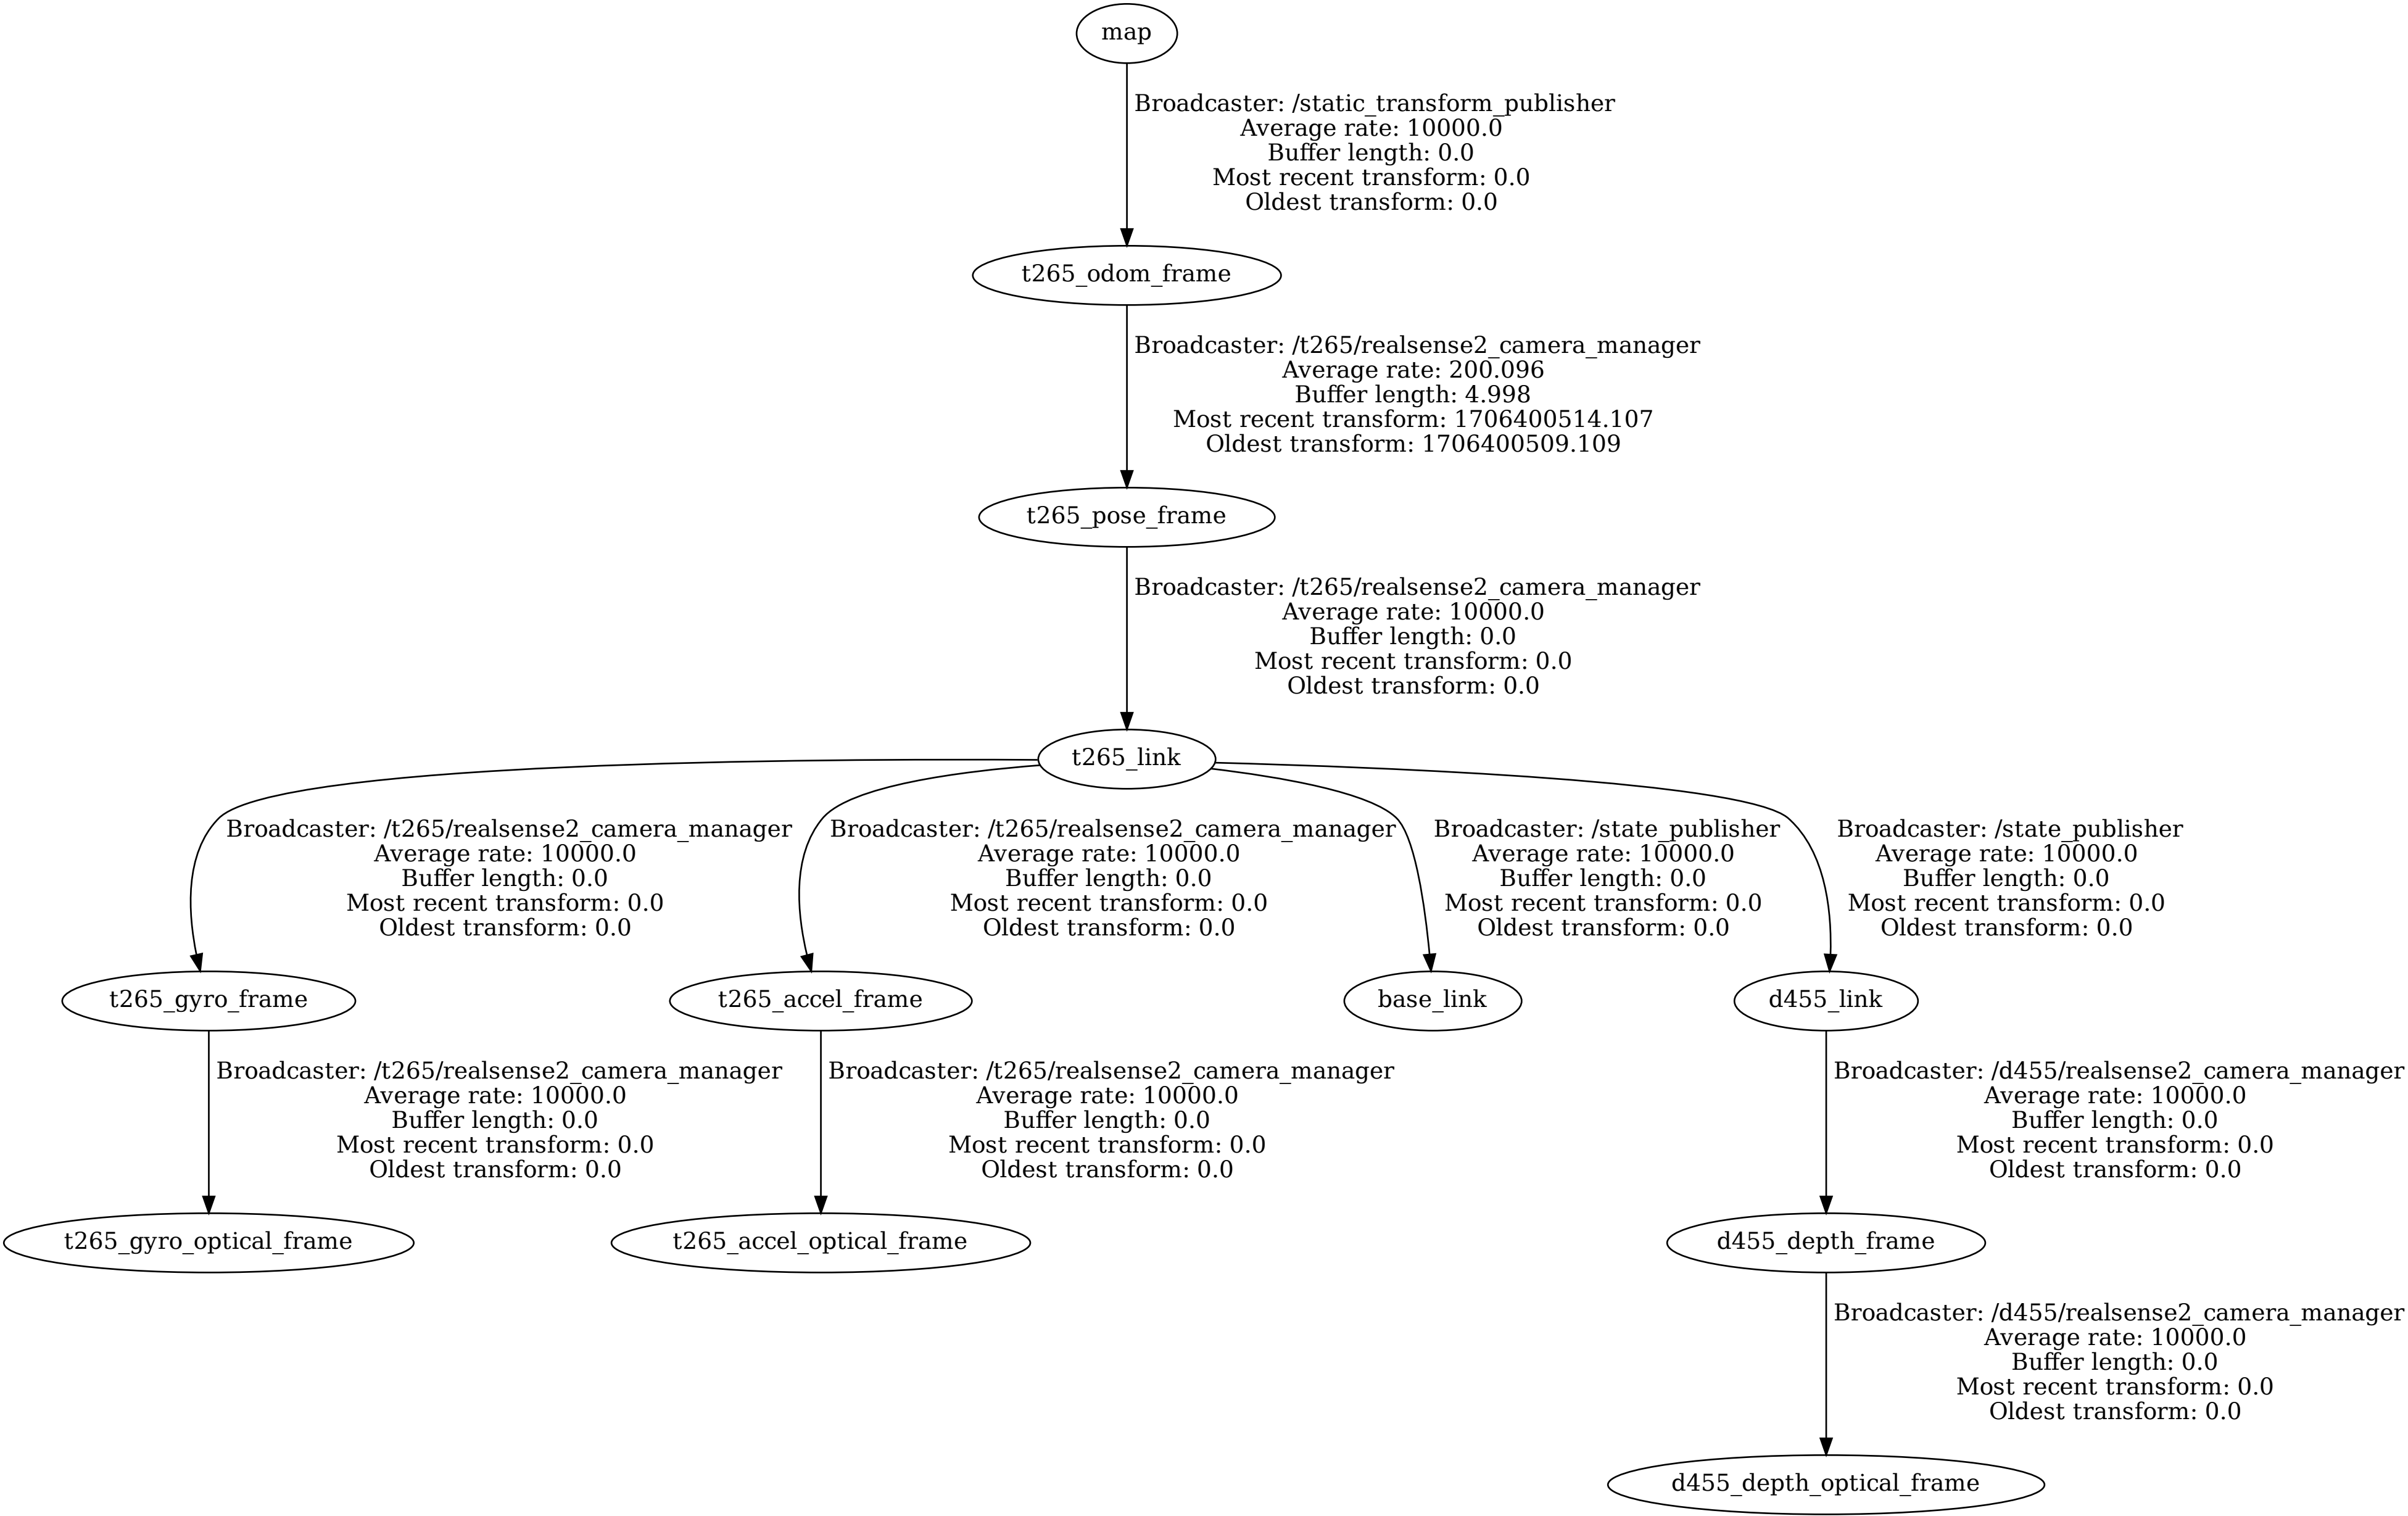 map
Broadcaster: /static_transform_publisher
Average rate: 10000.0
Buffer length: 0.0
Most recent transform: 0.0
Oldest transform: 0.0
t265_odom_frame
Broadcaster: /t265/realsense2_camera_manager
Average rate: 200.096
Buffer length: 4.998
Most recent transform: 1706400514.107
Oldest transform: 1706400509.109
t265_pose_frame
Broadcaster: /t265/realsense2_camera_manager
Average rate: 10000.0
Buffer length: 0.0
Most recent transform: 0.0
Oldest transform: 0.0
t265_link
Broadcaster: /t265/realsense2_camera_manager
Average rate: 10000.0
Buffer length: 0.0
Most recent transform: 0.0
Oldest transform: 0.0
Broadcaster: /t265/realsense2_camera_manager
Average rate: 10000.0
Buffer length: 0.0
Most recent transform: 0.0
Oldest transform: 0.0
Broadcaster: /state_publisher
Average rate: 10000.0
Buffer length: 0.0
Most recent transform: 0.0
Oldest transform: 0.0
Broadcaster: /state_publisher
Average rate: 10000.0
Buffer length: 0.0
Most recent transform: 0.0
Oldest transform: 0.0
t265_gyro_frame
t265_accel_frame
base_link
d455_link
Broadcaster: /t265/realsense2_camera_manager
Average rate: 10000.0
Buffer length: 0.0
Most recent transform: 0.0
Oldest transform: 0.0
Broadcaster: /t265/realsense2_camera_manager
Average rate: 10000.0
Buffer length: 0.0
Most recent transform: 0.0
Oldest transform: 0.0
Broadcaster: /d455/realsense2_camera_manager
Average rate: 10000.0
Buffer length: 0.0
Most recent transform: 0.0
Oldest transform: 0.0
t265_gyro_optical_frame
t265_accel_optical_frame
d455_depth_frame
Broadcaster: /d455/realsense2_camera_manager
Average rate: 10000.0
Buffer length: 0.0
Most recent transform: 0.0
Oldest transform: 0.0
d455_depth_optical_frame